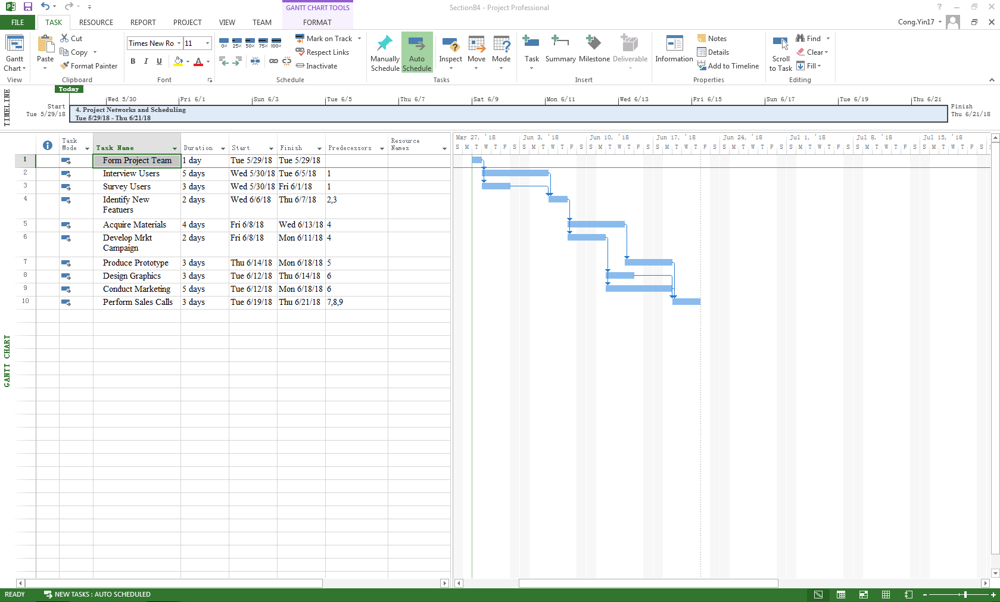 GANTT CHART TOOLS
SectionB4 - Project Professional
FILE
TASK
RESOURCE
REPORT
PROJECT
VIEW
TEAM
FORMAT
Cong.Yin17
Gantt
Chart
View
Paste
Cut
Copy
Format Painter
Clipboard
Times New Ro
11
B I U A
Font
0% 25% 50% 75% 100%
Mark on Track
Respect Links
Inactivate
Schedule
Manually
Schedule
Auto
Schedule
Inspect
Move
Mode
Tasks
Task
Summary
Milestone
Deliverable
Insert
Information
Notes
Details
Add to Timeline
Properties
Scroll
to Task
Find
Clear
Fill
Editing
TIMELINE
Today
Wed 5/30
Fri 6/1
Sun 6/3
Tue 6/5
Thu 6/7
Sat 6/9
Mon 6/11
Wed 6/13
Fri 6/15
Sun 6/17
Tue 6/19
Thu 6/21
Start
Tue 5/29/18
4. Project Networks and Scheduling
Tue 5/29/18 - Thu 6/21/18
Finish
Thu 6/21/18
GANTT CHART
Task
Mode
Task Name
Duration
Start
Finish
Predecessors
Resource
Names
1 Form Project Team 1 day Tue 5/29/18 Tue 5/29/18
2 Interview Users 5 days Wed 5/30/18 Tue 6/5/18 1
3 Survey Users 3 days Wed 5/30/18 Fri 6/1/18 1
4 Identify New 2 days Wed 6/6/18 Thu 6/7/18 2,3
Featuers
5 Acquire Materials 4 days Fri 6/8/18 Wed 6/13/18 4
6 Develop Mrkt 2 days Fri 6/8/18 Mon 6/11/18 4
Campaign
7 Produce Prototype 3 days Thu 6/14/18 Mon 6/18/18 5
8 Design Graphics 3 days Tue 6/12/18 Thu 6/14/18 6
9 Conduct Marketing 5 days Tue 6/12/18 Mon 6/18/18 6
10 Perform Sales Calls 3 days Tue 6/19/18 Thu 6/21/18 7,8,9
May 27, '18
Jun 3, '18
Jun 10, '18
Jun 17, '18
Jun 24, '18
Jul 1, '18
Jul 8, '18
Jul 15, '18
S M T W T F S S M T W T F S S M T W T F S S M T W T F S S M T W T F S S M T W T F S S M T W T F S S M T W T F S S
READY
NEW TASKS : AUTO SCHEDULED